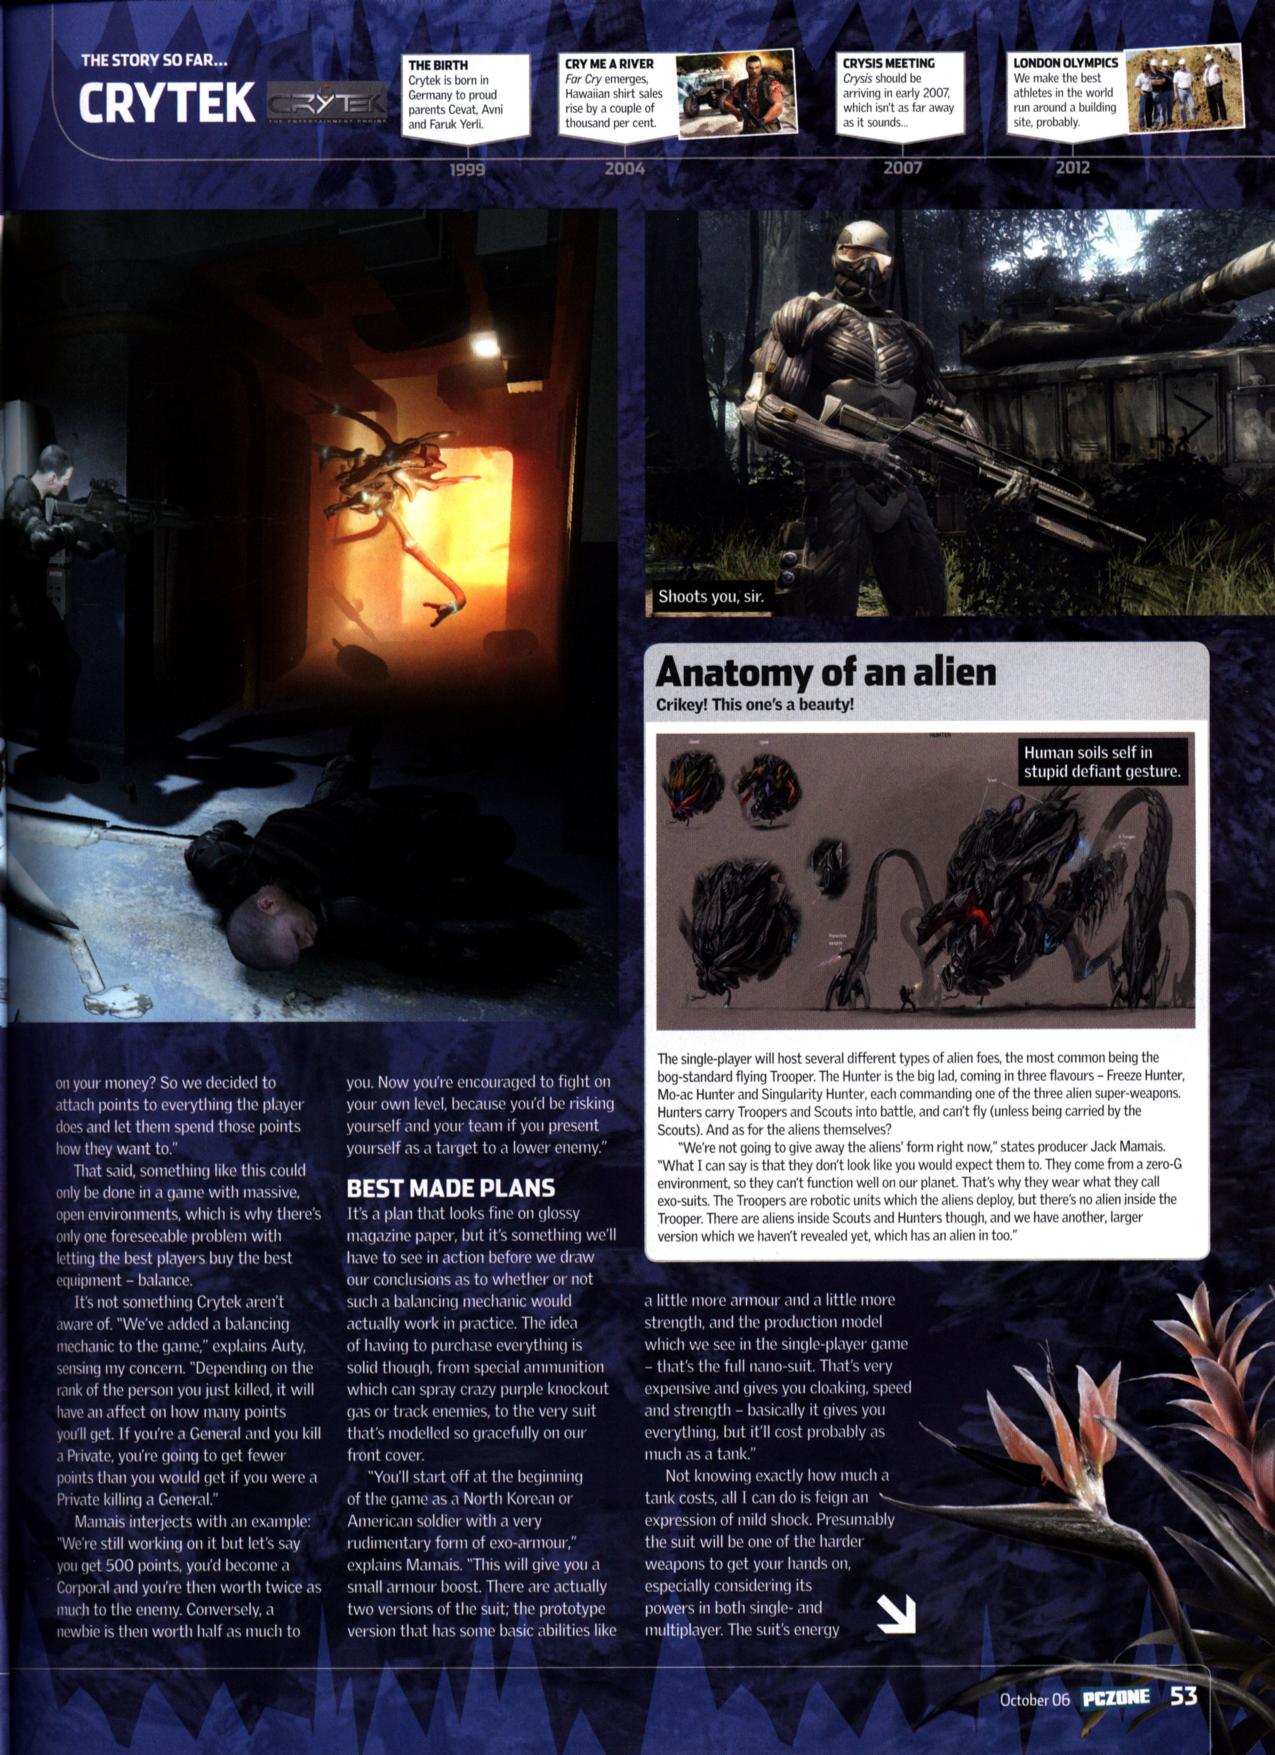 THE STORY SO FAR...
CRYTEK
CRYTEK
THE BIRTH
Crytek is born in
Germany to proud
parents Cevat, Avni
and Faruk Yerli.
CRY ME A RIVER
Far Cry emerges,
Hawaiian shirt sales
rise by a couple of
thousand per cent.
CRYSIS MEETING
Crysis should be
arriving in early 2007,
which isn't as far away
as it sounds...
LONDON OLYMPICS
We make the best
athletes in the world
run around a building
site, probably.
1999
2004
2007
2012
Shoots you, sir.
Anatomy of an alien
Crikey! This one's a beauty!
HUNTER
Human soils self in
stupid defiant gesture.
The single-player will host several different types of alien foes, the most common being the
bog-standard flying Trooper. The Hunter is the big lad, coming in three flavours – Freeze Hunter,
Mo-ac Hunter and Singularity Hunter, each commanding one of the three alien super-weapons.
Hunters carry Troopers and Scouts into battle, and can't fly (unless being carried by the
Scouts). And as for the aliens themselves?
"We're not going to give away the aliens' form right now," states producer Jack Mamais.
"What I can say is that they don't look like you would expect them to. They come from a zero-G
environment, so they can't function well on our planet. That's why they wear what they call
exo-suits. The Troopers are robotic units which the aliens deploy, but there's no alien inside the
Trooper. There are aliens inside Scouts and Hunters though, and we have another, larger
version which we haven't revealed yet, which has an alien in too."
on your money? So we decided to
attach points to everything the player
does and let them spend those points
how they want to."
That said, something like this could
only be done in a game with massive,
open environments, which is why there's
only one foreseeable problem with
letting the best players buy the best
equipment – balance.
It's not something Crytek aren't
aware of. "We've added a balancing
mechanic to the game," explains Auty,
sensing my concern. "Depending on the
rank of the person you just killed, it will
have an affect on how many points
you'll get. If you're a General and you kill
a Private, you're going to get fewer
points than you would get if you were a
Private killing a General."
Mamais interjects with an example:
"We're still working on it but let's say
you get 500 points, you'd become a
Corporal and you're then worth twice as
much to the enemy. Conversely, a
newbie is then worth half as much to
you. Now you're encouraged to fight on
your own level, because you'd be risking
yourself and your team if you present
yourself as a target to a lower enemy."
BEST MADE PLANS
It's a plan that looks fine on glossy
magazine paper, but it's something we'll
have to see in action before we draw
our conclusions as to whether or not
such a balancing mechanic would
actually work in practice. The idea
of having to purchase everything is
solid though, from special ammunition
which can spray crazy purple knockout
gas or track enemies, to the very suit
that's modelled so gracefully on our
front cover.
"You'll start off at the beginning
of the game as a North Korean or
American soldier with a very
rudimentary form of exo-armour,"
explains Mamais. "This will give you a
small armour boost. There are actually
two versions of the suit; the prototype
version that has some basic abilities like
a little more armour and a little more
strength, and the production model
which we see in the single-player game
– that's the full nano-suit. That's very
expensive and gives you cloaking, speed
and strength – basically it gives you
everything, but it'll cost probably as
much as a tank."
Not knowing exactly how much a
tank costs, all I can do is feign an
expression of mild shock. Presumably
the suit will be one of the harder
weapons to get your hands on,
especially considering its
powers in both single- and
multiplayer. The suit's energy
October 06 PCZONE 53